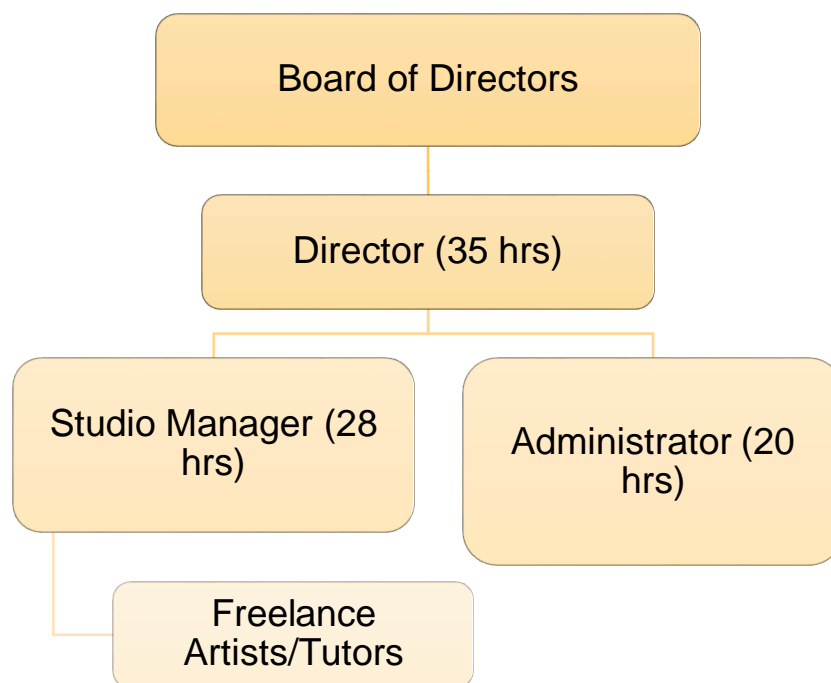 Board of Directors
Director (35 hrs)
Studio Manager (28
hrs)
Administrator (20
hrs)
Freelance
Artists/Tutors